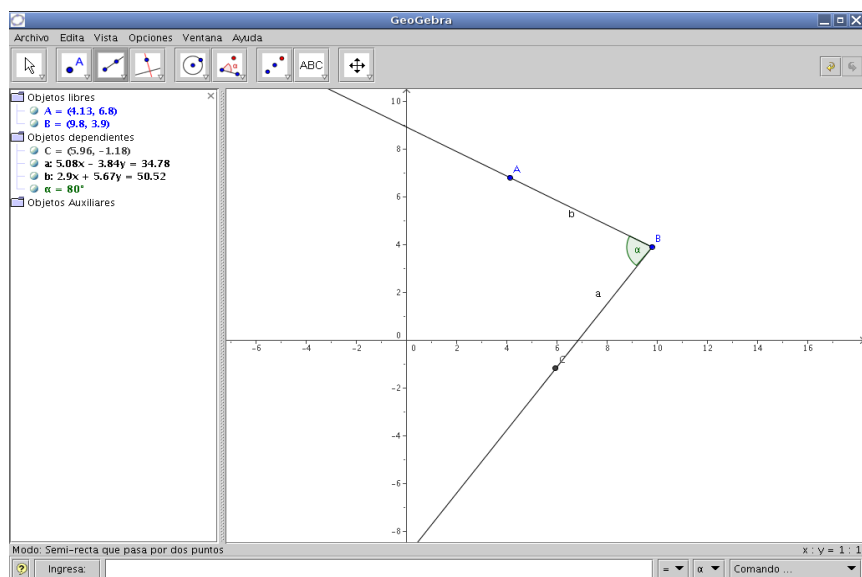 GeoGebra
Archivo Edita Vista Opciones Ventana Ayuda
A α ABC
Objetos libres
A = (4.13, 6.8)
B = (9.8, 3.9)
Objetos dependientes
C = (5.96, -1.18)
a: 5.08x - 3.84y = 34.78
b: 2.9x + 5.67y = 50.52
α = 80°
Objetos Auxiliares
10
8
A
6
b
B
4
α
2
a
0
-6 -4 -2 0 2 4 6 8 10 12 14 16
C
-2
-4
-6
-8
Modo: Semi-recta que pasa por dos puntos x : y = 1 : 1
? Ingresa: = α Comando ...